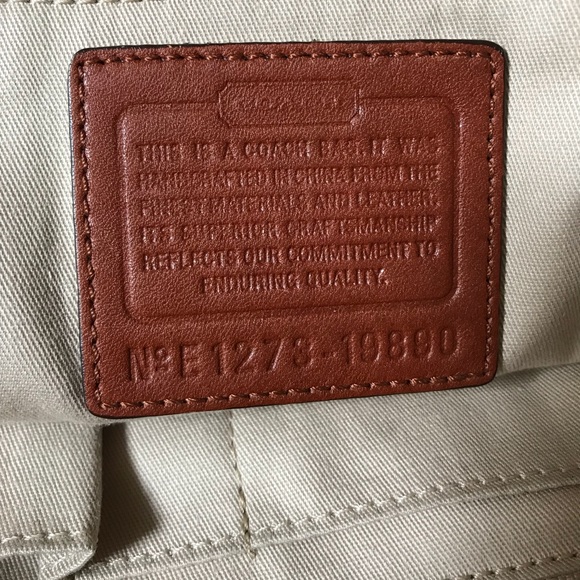 THIS IS A COACH BAG. IT WAS
HANDCRAFTED IN CHINA FROM THE
FINEST MATERIALS AND LEATHER.
ITS SUPERIOR CRAFTSMANSHIP
REFLECTS OUR COMMITMENT TO
ENDURING QUALITY.
Nº E1273-19890